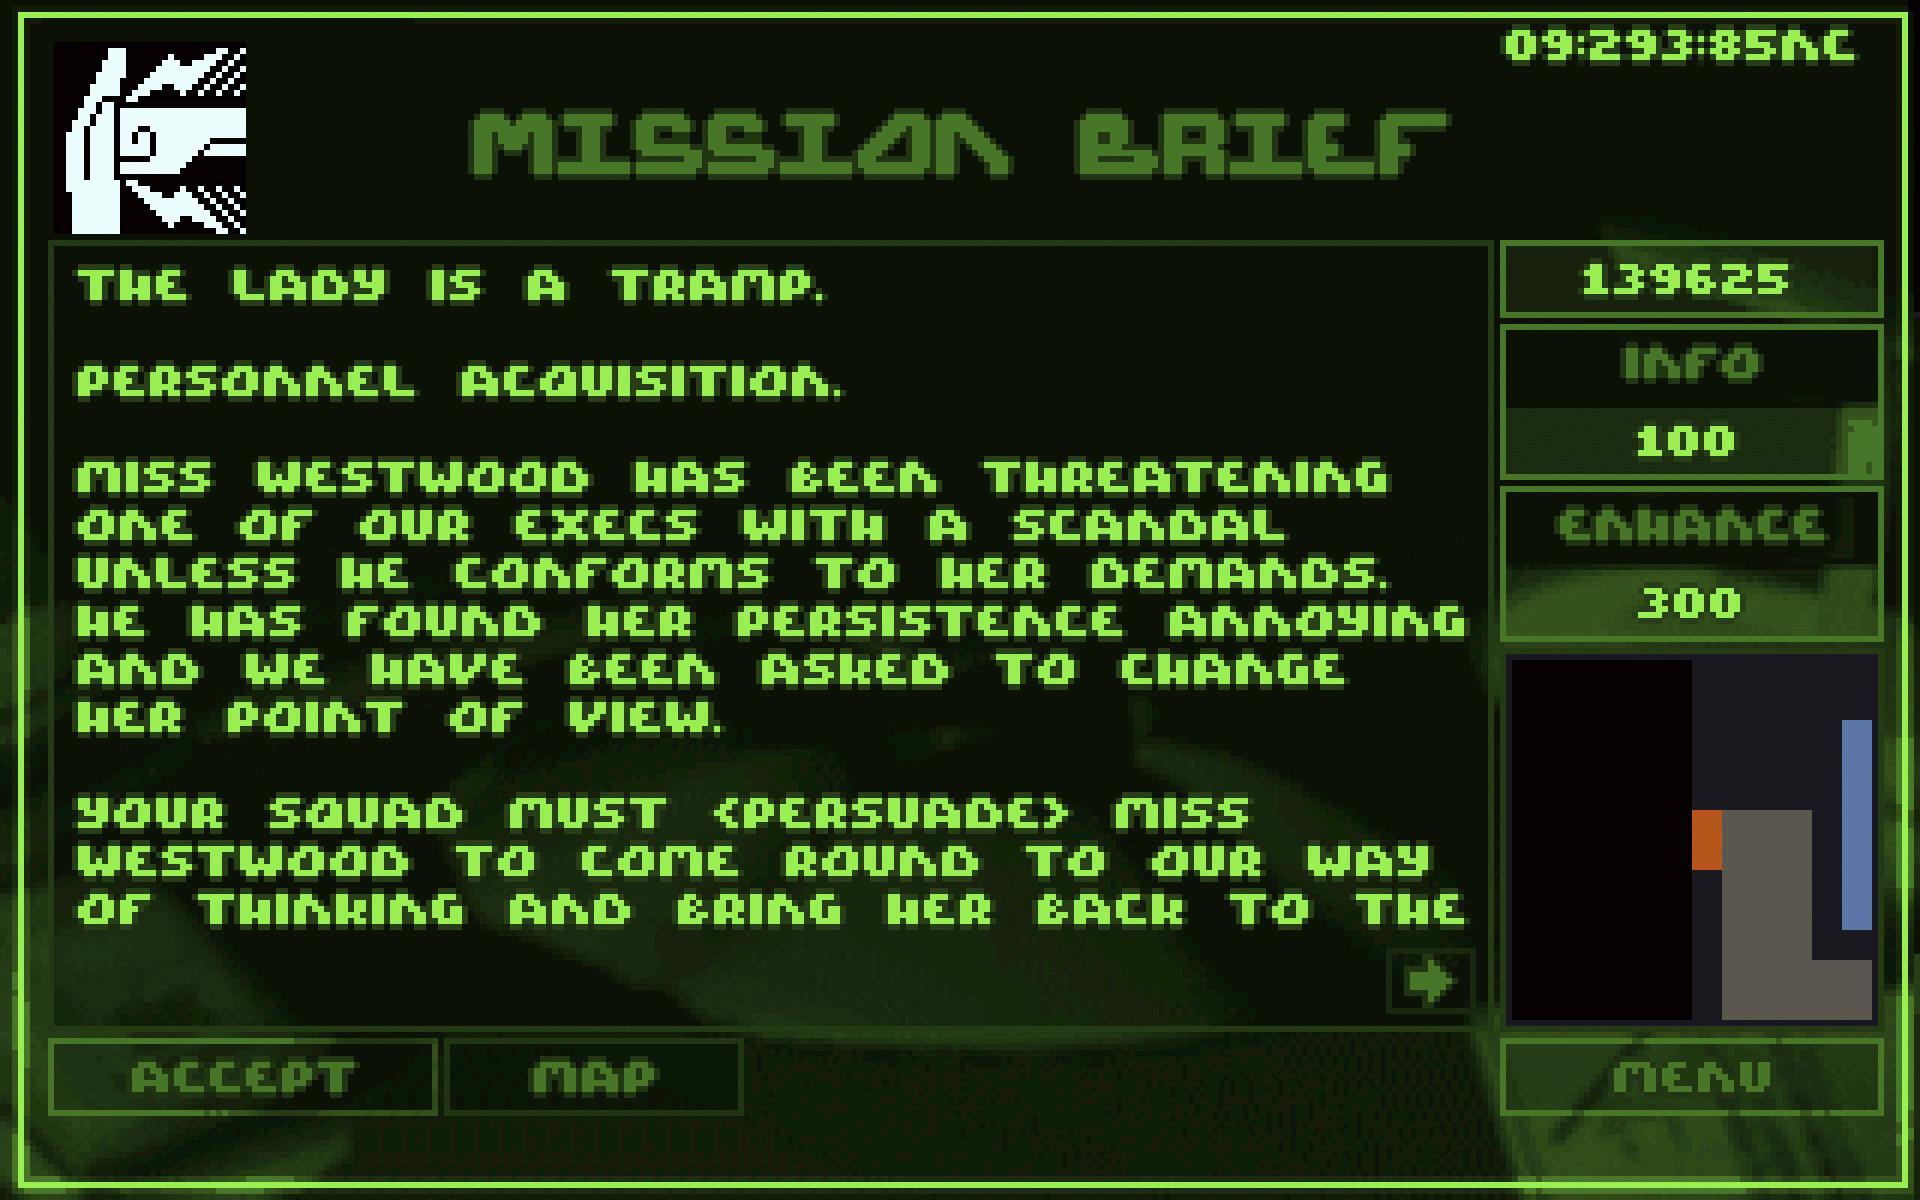 09:293:85NC
MISSION BRIEF
THE LADY IS A TRAMP.
PERSONNEL ACQUISITION.
MISS WESTWOOD HAS BEEN THREATENING
ONE OF OUR EXECS WITH A SCANDAL
UNLESS HE CONFORMS TO HER DEMANDS.
HE HAS FOUND HER PERSISTENCE ANNOYING
AND WE HAVE BEEN ASKED TO CHANGE
HER POINT OF VIEW.
YOUR SQUAD MUST <PERSUADE> MISS
WESTWOOD TO COME ROUND TO OUR WAY
OF THINKING AND BRING HER BACK TO THE
139625
INFO
100
ENHANCE
300
ACCEPT
MAP
MENU